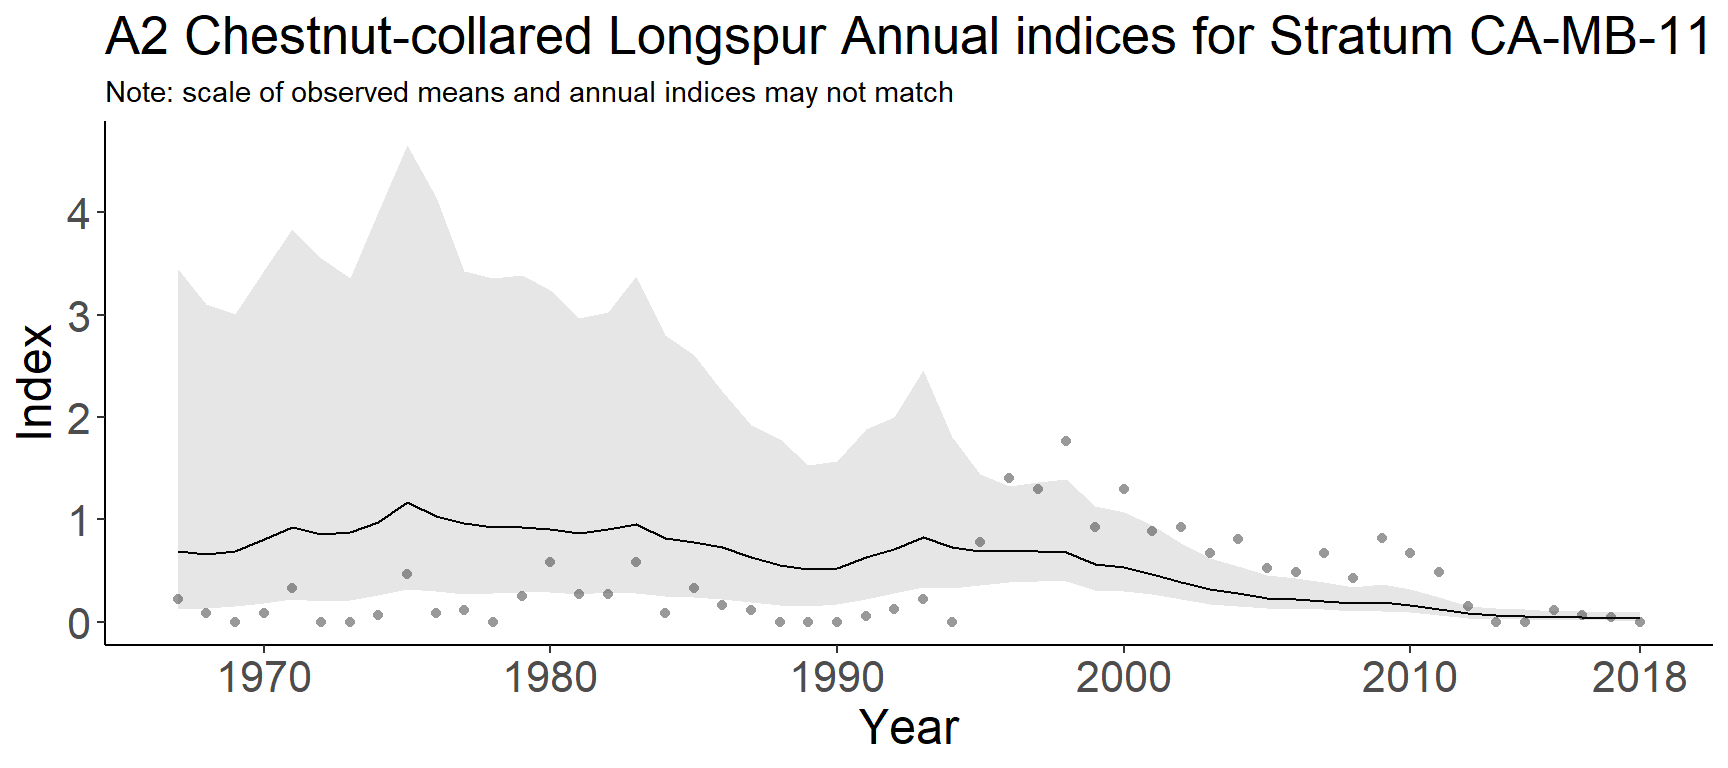 A2 Chestnut-collared Longspur Annual indices for Stratum CA-MB-11
Note: scale of observed means and annual indices may not match
4
3
2
1
0
Index
1970 1980 1990 2000 2010 2018
Year